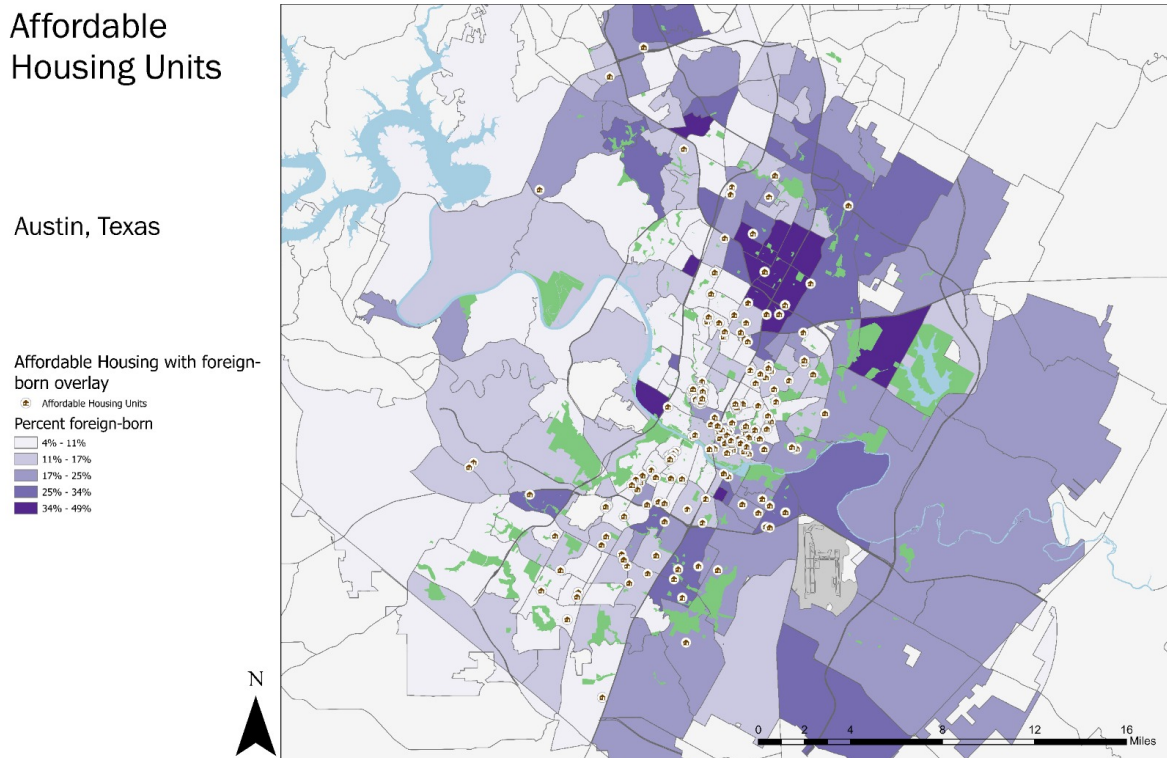 Affordable
Housing Units
Austin, Texas
Affordable Housing with foreign-
born overlay
Affordable Housing Units
Percent foreign-born
4% - 11%
11% - 17%
17% - 25%
25% - 34%
34% - 49%
N
0 2 4 8 12 16
Miles